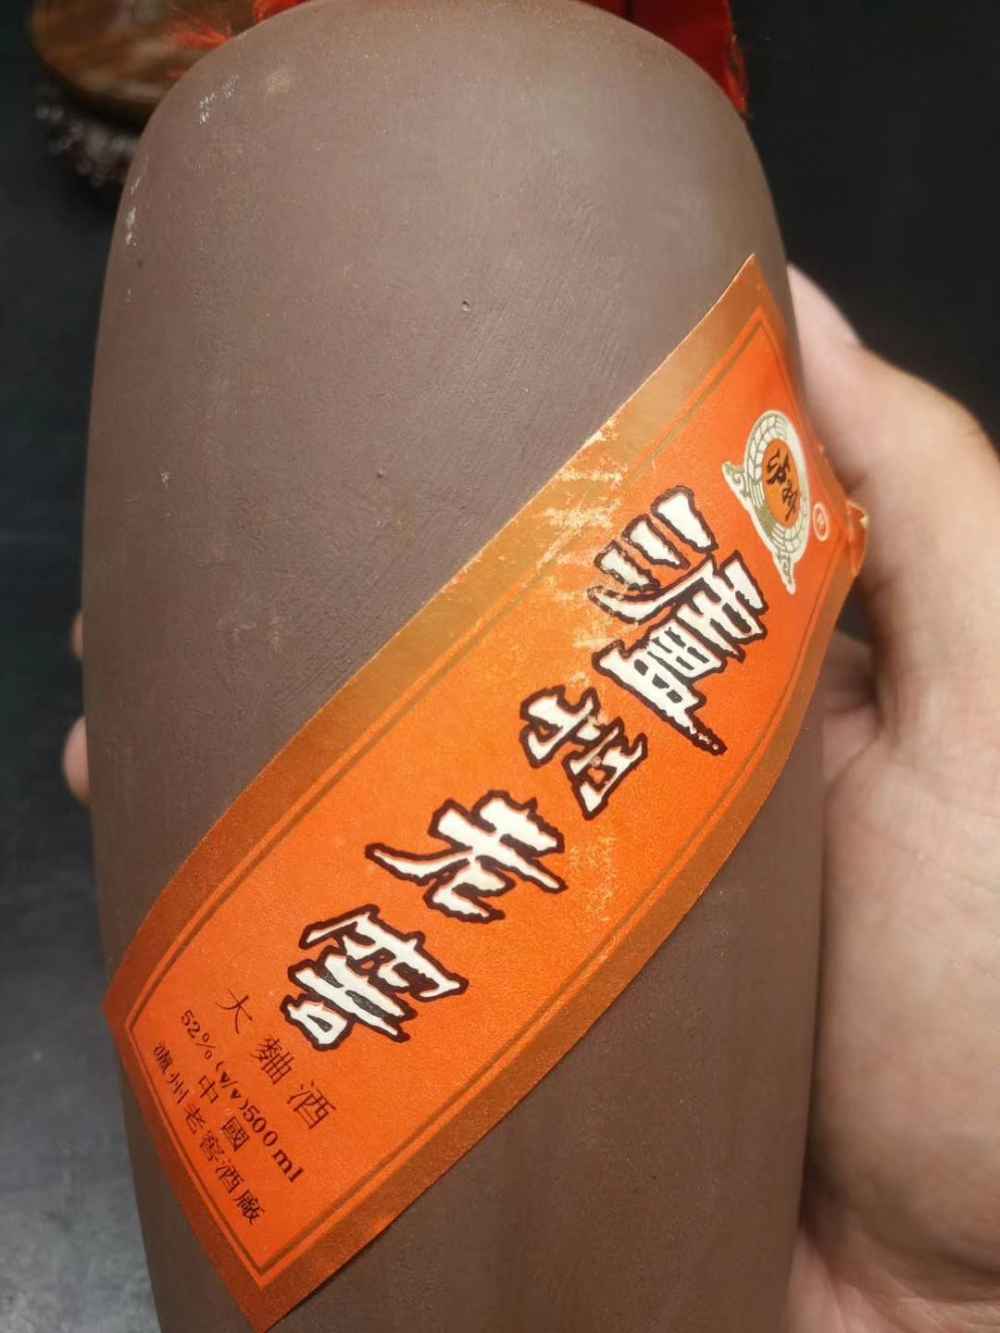 瀘州老窖
大麯酒
52%(v/v)500ml
中國
瀘州老窖酒廠
®